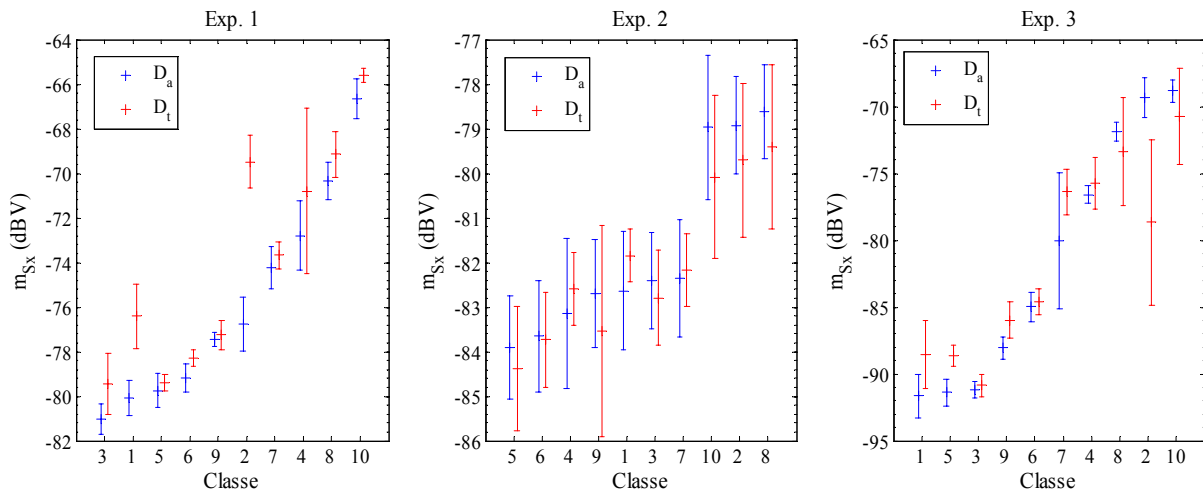 Exp. 1
-64
-66
-68
-70
-72
-74
-76
-78
-80
-82
m_Sx (dBV)
D_a
D_t
3 1 5 6 9 2 7 4 8 10
Classe
Exp. 2
-77
-78
-79
-80
-81
-82
-83
-84
-85
-86
m_Sx (dBV)
D_a
D_t
5 6 4 9 1 3 7 10 2 8
Classe
Exp. 3
-65
-70
-75
-80
-85
-90
-95
m_Sx (dBV)
D_a
D_t
1 5 3 9 6 7 4 8 2 10
Classe